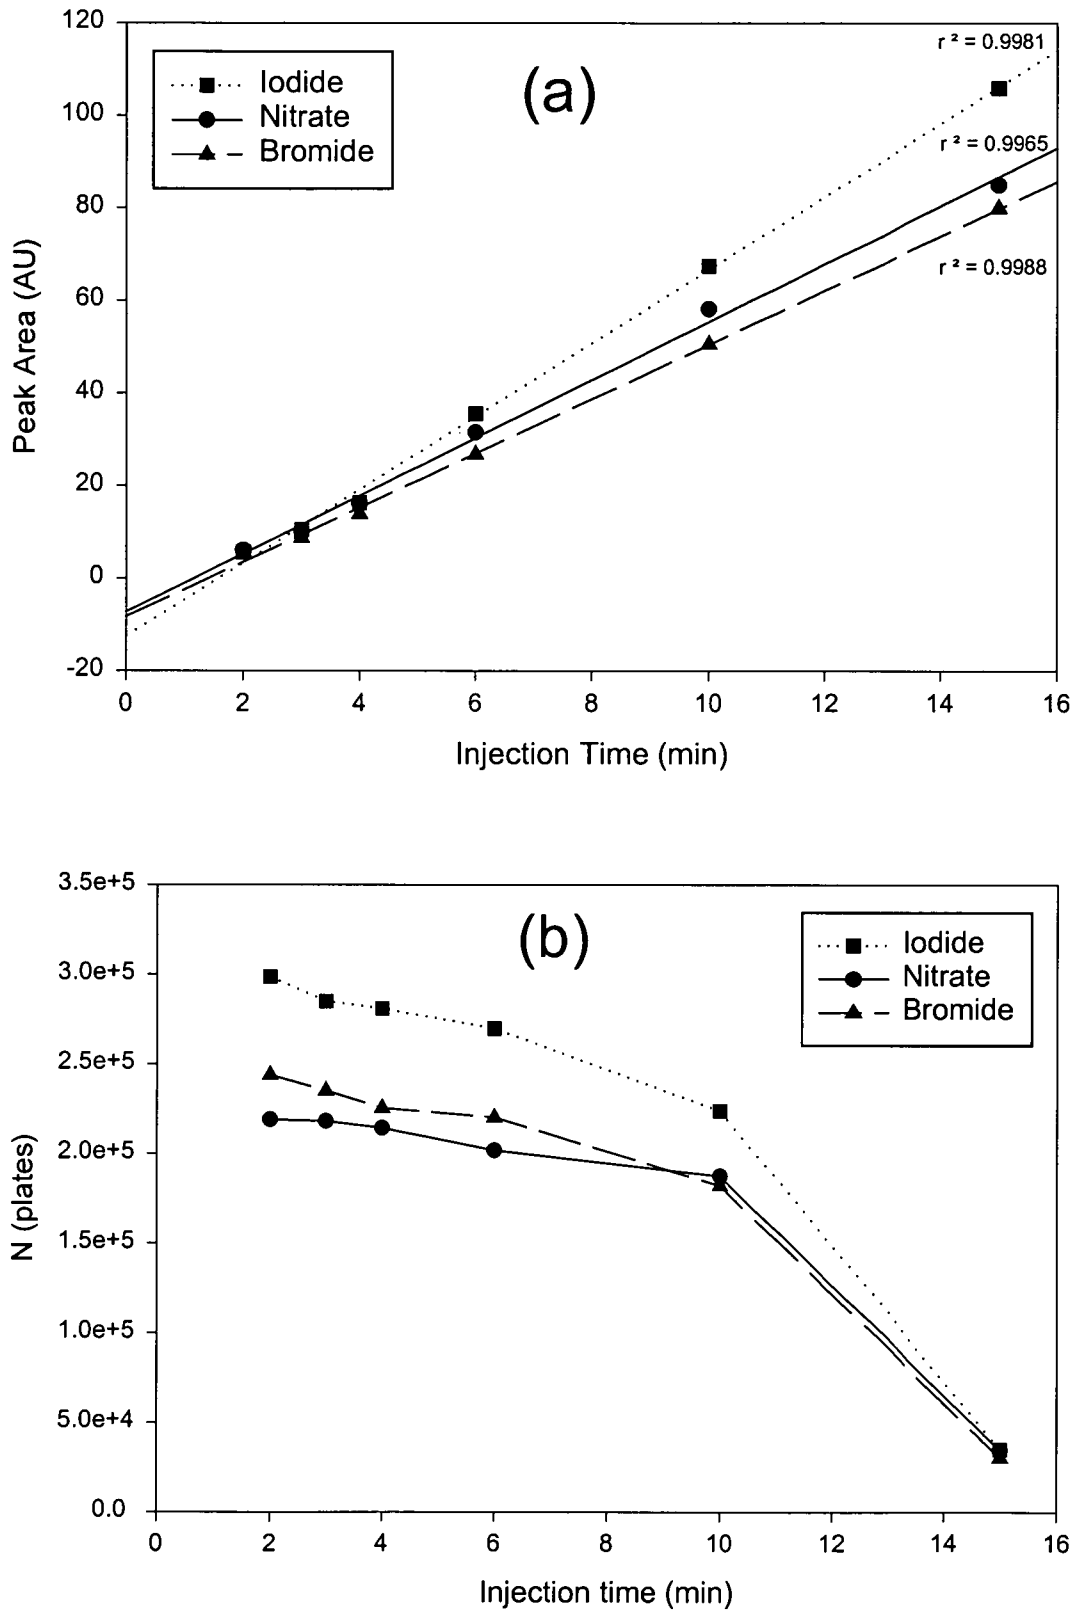 120
100
80
60
40
20
0
-20
Peak Area (AU)
Iodide
Nitrate
Bromide
(a)
r ² = 0.9981
r ² = 0.9965
r ² = 0.9988
0 2 4 6 8 10 12 14 16
Injection Time (min)
3.5e+5
3.0e+5
2.5e+5
2.0e+5
1.5e+5
1.0e+5
5.0e+4
0.0
N (plates)
(b)
Iodide
Nitrate
Bromide
0 2 4 6 8 10 12 14 16
Injection time (min)